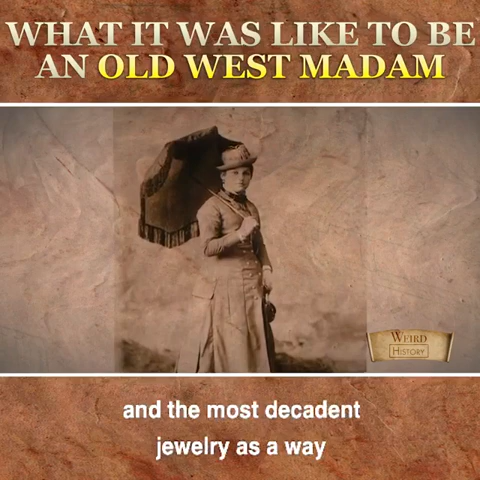 WHAT IT WAS LIKE TO BE
AN OLD WEST MADAM
WEIRD
HISTORY
and the most decadent
jewelry as a way